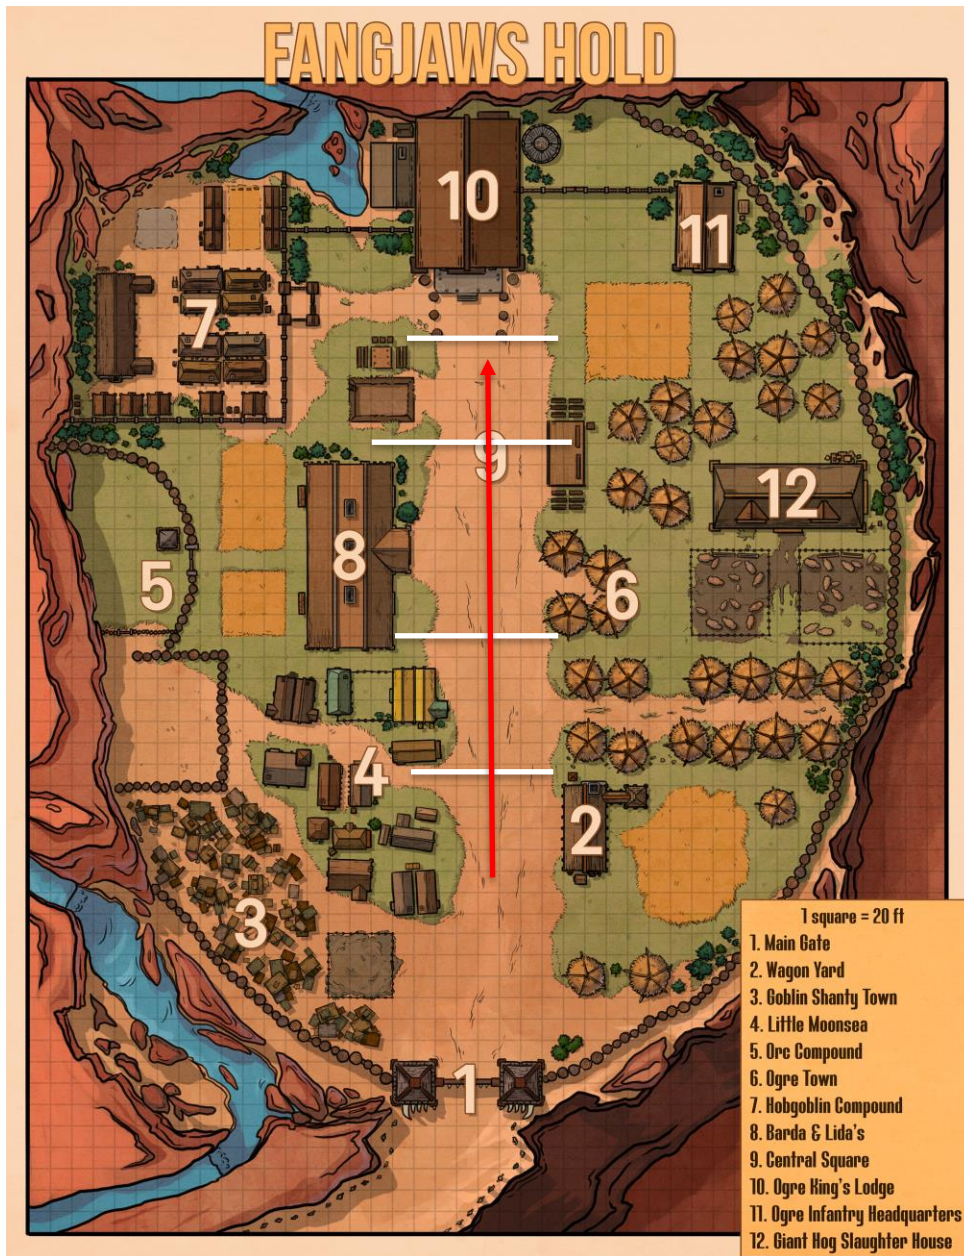 FANGJAWS HOLD
10
11
7
9
12
8
5
6
4
2
3
1
1 square = 20 ft
1. Main Gate
2. Wagon Yard
3. Goblin Shanty Town
4. Little Moonsea
5. Orc Compound
6. Ogre Town
7. Hobgoblin Compound
8. Barda & Lida's
9. Central Square
10. Ogre King's Lodge
11. Ogre Infantry Headquarters
12. Giant Hog Slaughter House